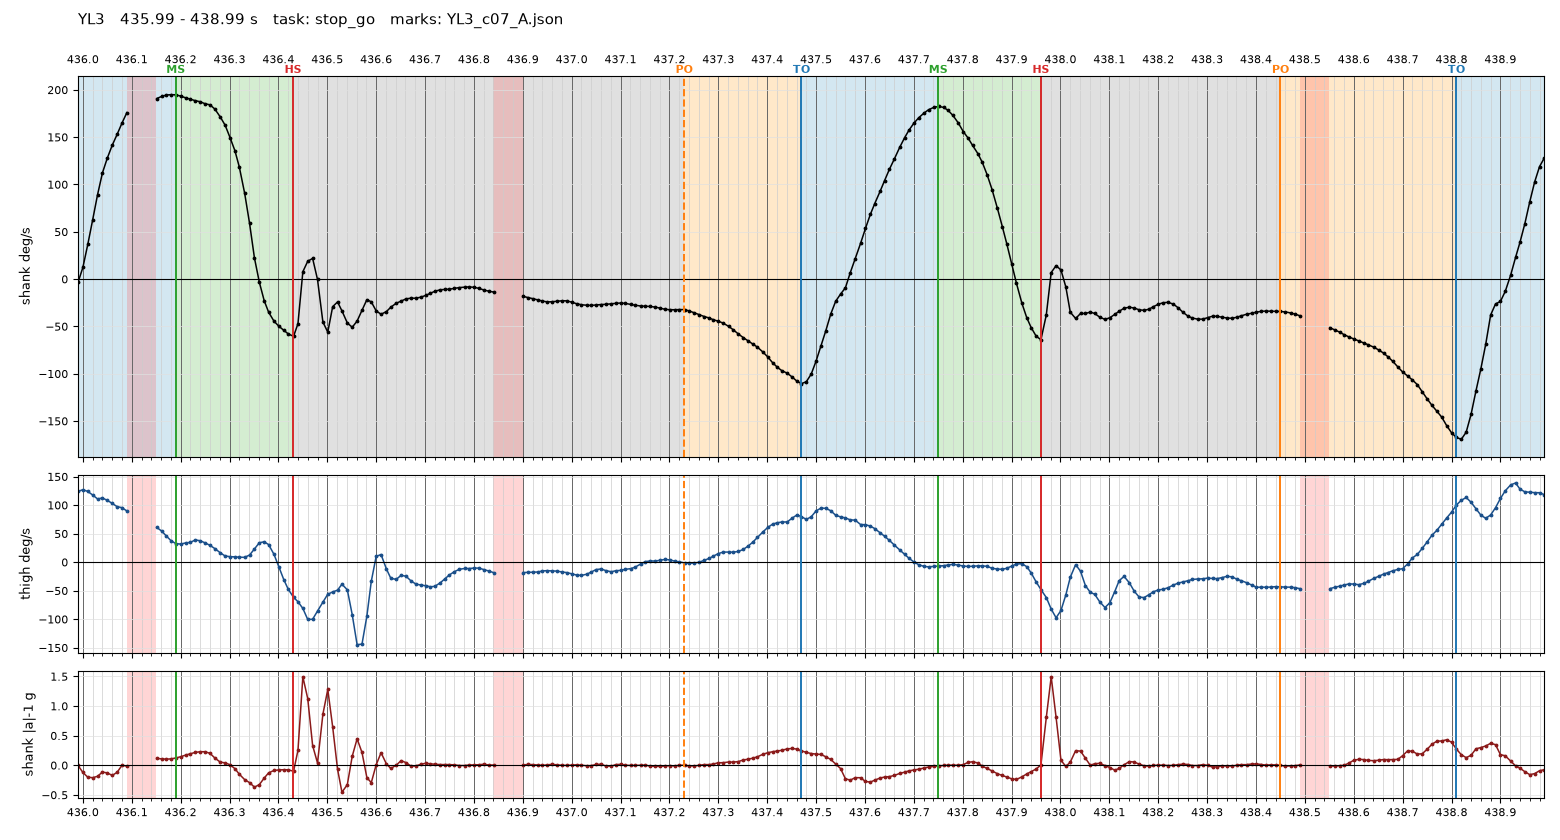 YL3 435.99 - 438.99 s task: stop_go marks: YL3_c07_A.json
436.0 436.1 436.2 436.3 436.4 436.5 436.6 436.7 436.8 436.9 437.0 437.1 437.2 437.3 437.4 437.5 437.6 437.7 437.8 437.9 438.0 438.1 438.2 438.3 438.4 438.5 438.6 438.7 438.8 438.9
MS HS PO TO MS HS PO TO
200
150
100
50
0
−50
−100
−150
shank deg/s
150
100
50
0
−50
−100
−150
thigh deg/s
1.5
1.0
0.5
0.0
−0.5
shank |a|-1 g
436.0 436.1 436.2 436.3 436.4 436.5 436.6 436.7 436.8 436.9 437.0 437.1 437.2 437.3 437.4 437.5 437.6 437.7 437.8 437.9 438.0 438.1 438.2 438.3 438.4 438.5 438.6 438.7 438.8 438.9